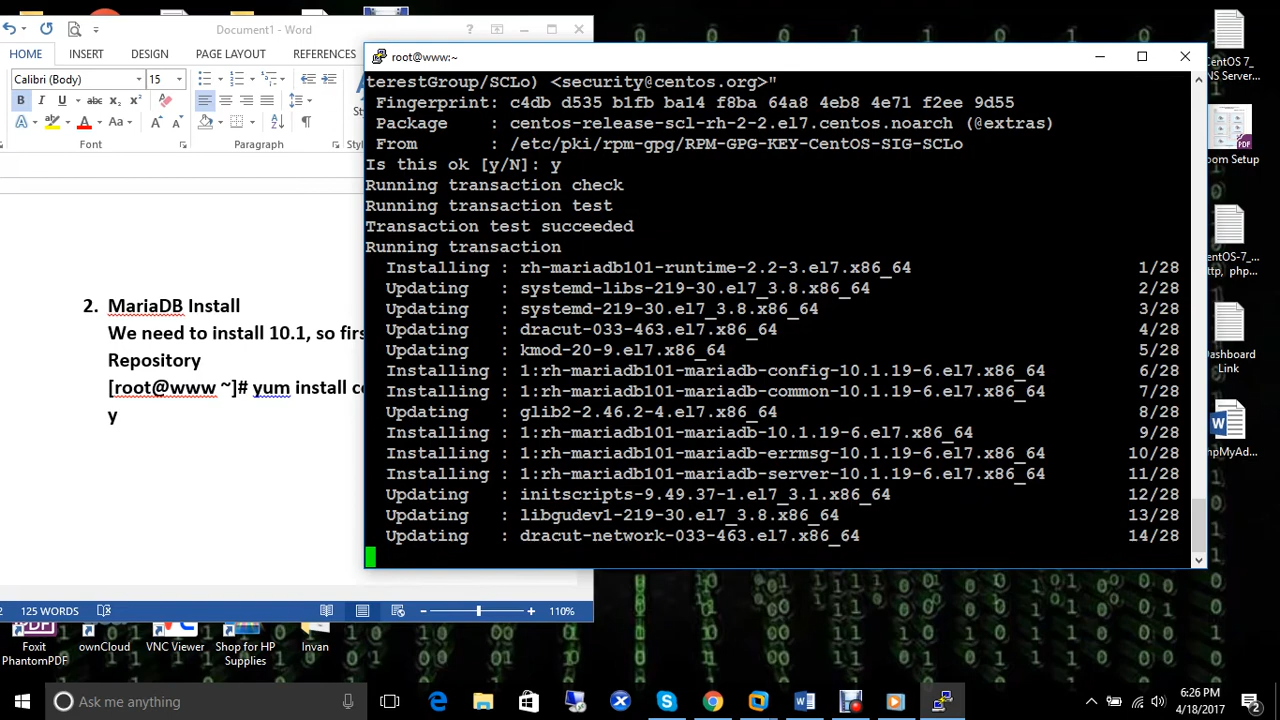 Document1 - Word
HOME INSERT DESIGN PAGE LAYOUT REFERENCES
Calibri (Body) 15
Font
Paragraph
2. MariaDB Install
We need to install 10.1, so firs
Repository
[root@www ~]# yum install c
y
125 WORDS 110%
root@www:~
terestGroup/SCLo) <security@centos.org>"
Fingerprint: c4db d535 b1fb ba14 f8ba 64a8 4eb8 4e71 f2ee 9d55
Package : centos-release-scl-rh-2-2.el7.centos.noarch (@extras)
From : /etc/pki/rpm-gpg/RPM-GPG-KEY-CentOS-SIG-SCLo
Is this ok [y/N]: y
Running transaction check
Running transaction test
Transaction test succeeded
Running transaction
Installing : rh-mariadb101-runtime-2.2-3.el7.x86_64 1/28
Updating : systemd-libs-219-30.el7_3.8.x86_64 2/28
Updating : systemd-219-30.el7_3.8.x86_64 3/28
Updating : dracut-033-463.el7.x86_64 4/28
Updating : kmod-20-9.el7.x86_64 5/28
Installing : 1:rh-mariadb101-mariadb-config-10.1.19-6.el7.x86_64 6/28
Installing : 1:rh-mariadb101-mariadb-common-10.1.19-6.el7.x86_64 7/28
Updating : glib2-2.46.2-4.el7.x86_64 8/28
Installing : 1:rh-mariadb101-mariadb-10.1.19-6.el7.x86_64 9/28
Installing : 1:rh-mariadb101-mariadb-errmsg-10.1.19-6.el7.x86_64 10/28
Installing : 1:rh-mariadb101-mariadb-server-10.1.19-6.el7.x86_64 11/28
Updating : initscripts-9.49.37-1.el7_3.1.x86_64 12/28
Updating : libgudev1-219-30.el7_3.8.x86_64 13/28
Updating : dracut-network-033-463.el7.x86_64 14/28
entOS 7_
NS Server...
oom Setup
entOS-7_...
ttp, php...
Dashboard
Link
npMyAd...
Foxit
PhantomPDF
ownCloud
VNC Viewer
Shop for HP
Supplies
Invan
Ask me anything
6:26 PM
4/18/2017
2